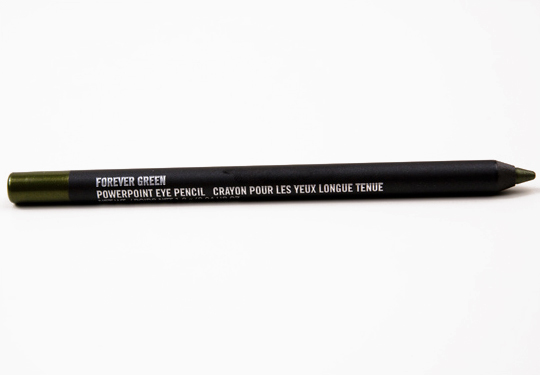 FOREVER GREEN
POWERPOINT EYE PENCIL CRAYON POUR LES YEUX LONGUE TENUE